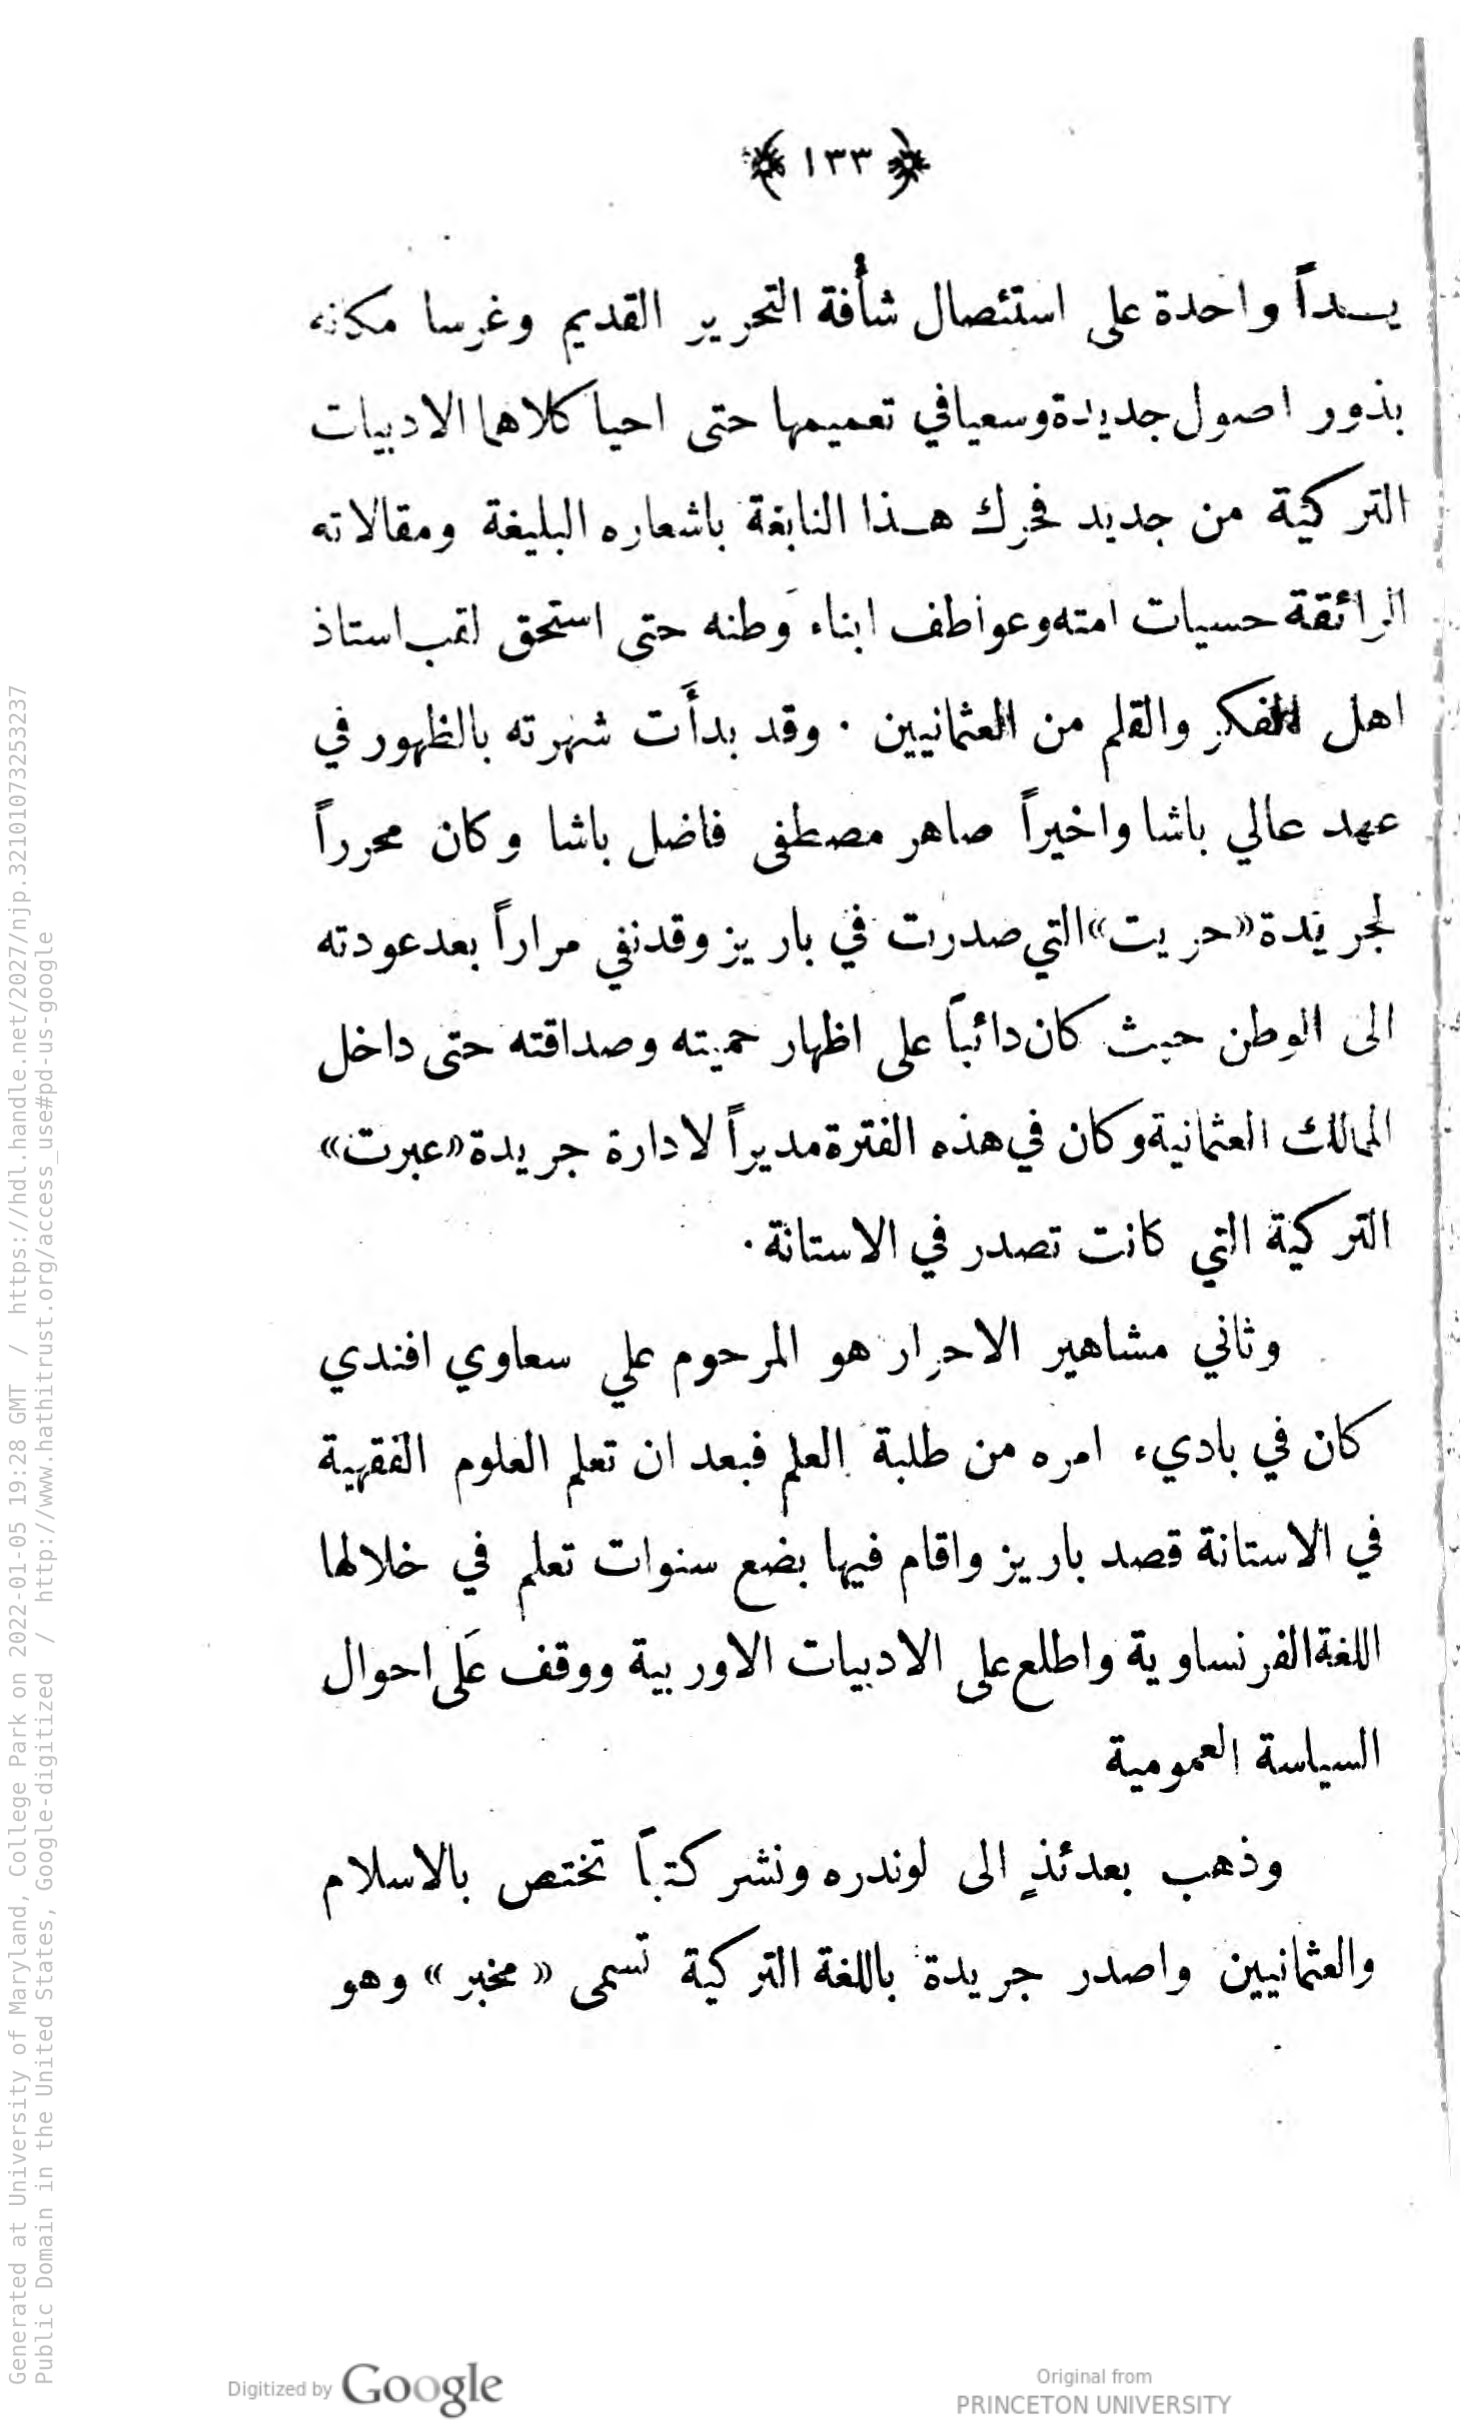 ﴿ ١٣٣ ﴾
يــداً واحدة على استئصال شأفة التحرير القديم وغرسا مكانه
بذور اصول جديدة وسعيا في تعميمها حتى احيا كلاهما الادبيات
التركية من جديد فحرك هــذا النابغة باشعاره البليغة ومقالاته
الرائقة حسيات امته وعواطف ابناء وطنه حتى استحق لقب استاذ
اهل الفكر والقلم من العثمانيين ٠ وقد بدأت شهرته بالظهور في
عهد عالي باشا واخيراً صاهر مصطفى فاضل باشا وكان محرراً
لجريدة «حريت» التي صدرت في باريز وقد نفي مراراً بعد عودته
الى الوطن حيث كان دائباً على اظهار حميته وصداقته حتى داخل
الممالك العثمانية وكان في هذه الفترة مديراً لادارة جريدة «عبرت»
التركية التي كانت تصدر في الاستانة ٠
وثاني مشاهير الاحرار هو المرحوم علي سعاوي افندي
كان في باديء امره من طلبة العلم فبعد ان تعلم العلوم الفقهية
في الاستانة قصد باريز واقام فيها بضع سنوات تعلم في خلالها
اللغة الفرنساوية واطلع على الادبيات الاوربية ووقف عَلى احوال
السياسة العمومية
وذهب بعدئذٍ الى لوندره ونشر كتباً تختص بالاسلام
والعثمانيين واصدر جريدة باللغة التركية تسمى « مخبر » وهو
Digitized by Google
Original from
PRINCETON UNIVERSITY
Generated at University of Maryland, College Park on 2022-01-05 19:28 GMT / https://hdl.handle.net/2027/njp.32101073253237
Public Domain in the United States, Google-digitized / http://www.hathitrust.org/access_use#pd-us-google